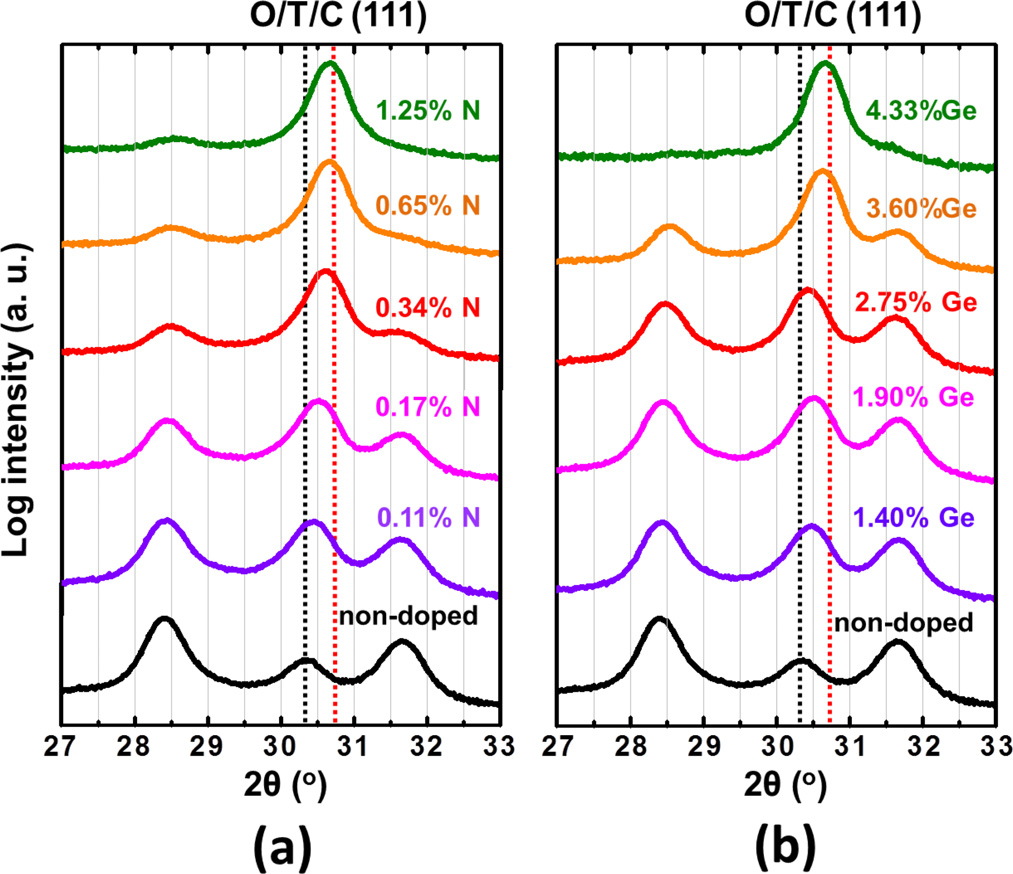 O/T/C (111)
1.25% N
0.65% N
0.34% N
0.17% N
0.11% N
non-doped
Log intensity (a. u.)
27 28 29 30 31 32 33
2θ (°)
(a)
O/T/C (111)
4.33%Ge
3.60%Ge
2.75% Ge
1.90% Ge
1.40% Ge
non-doped
27 28 29 30 31 32 33
2θ (°)
(b)